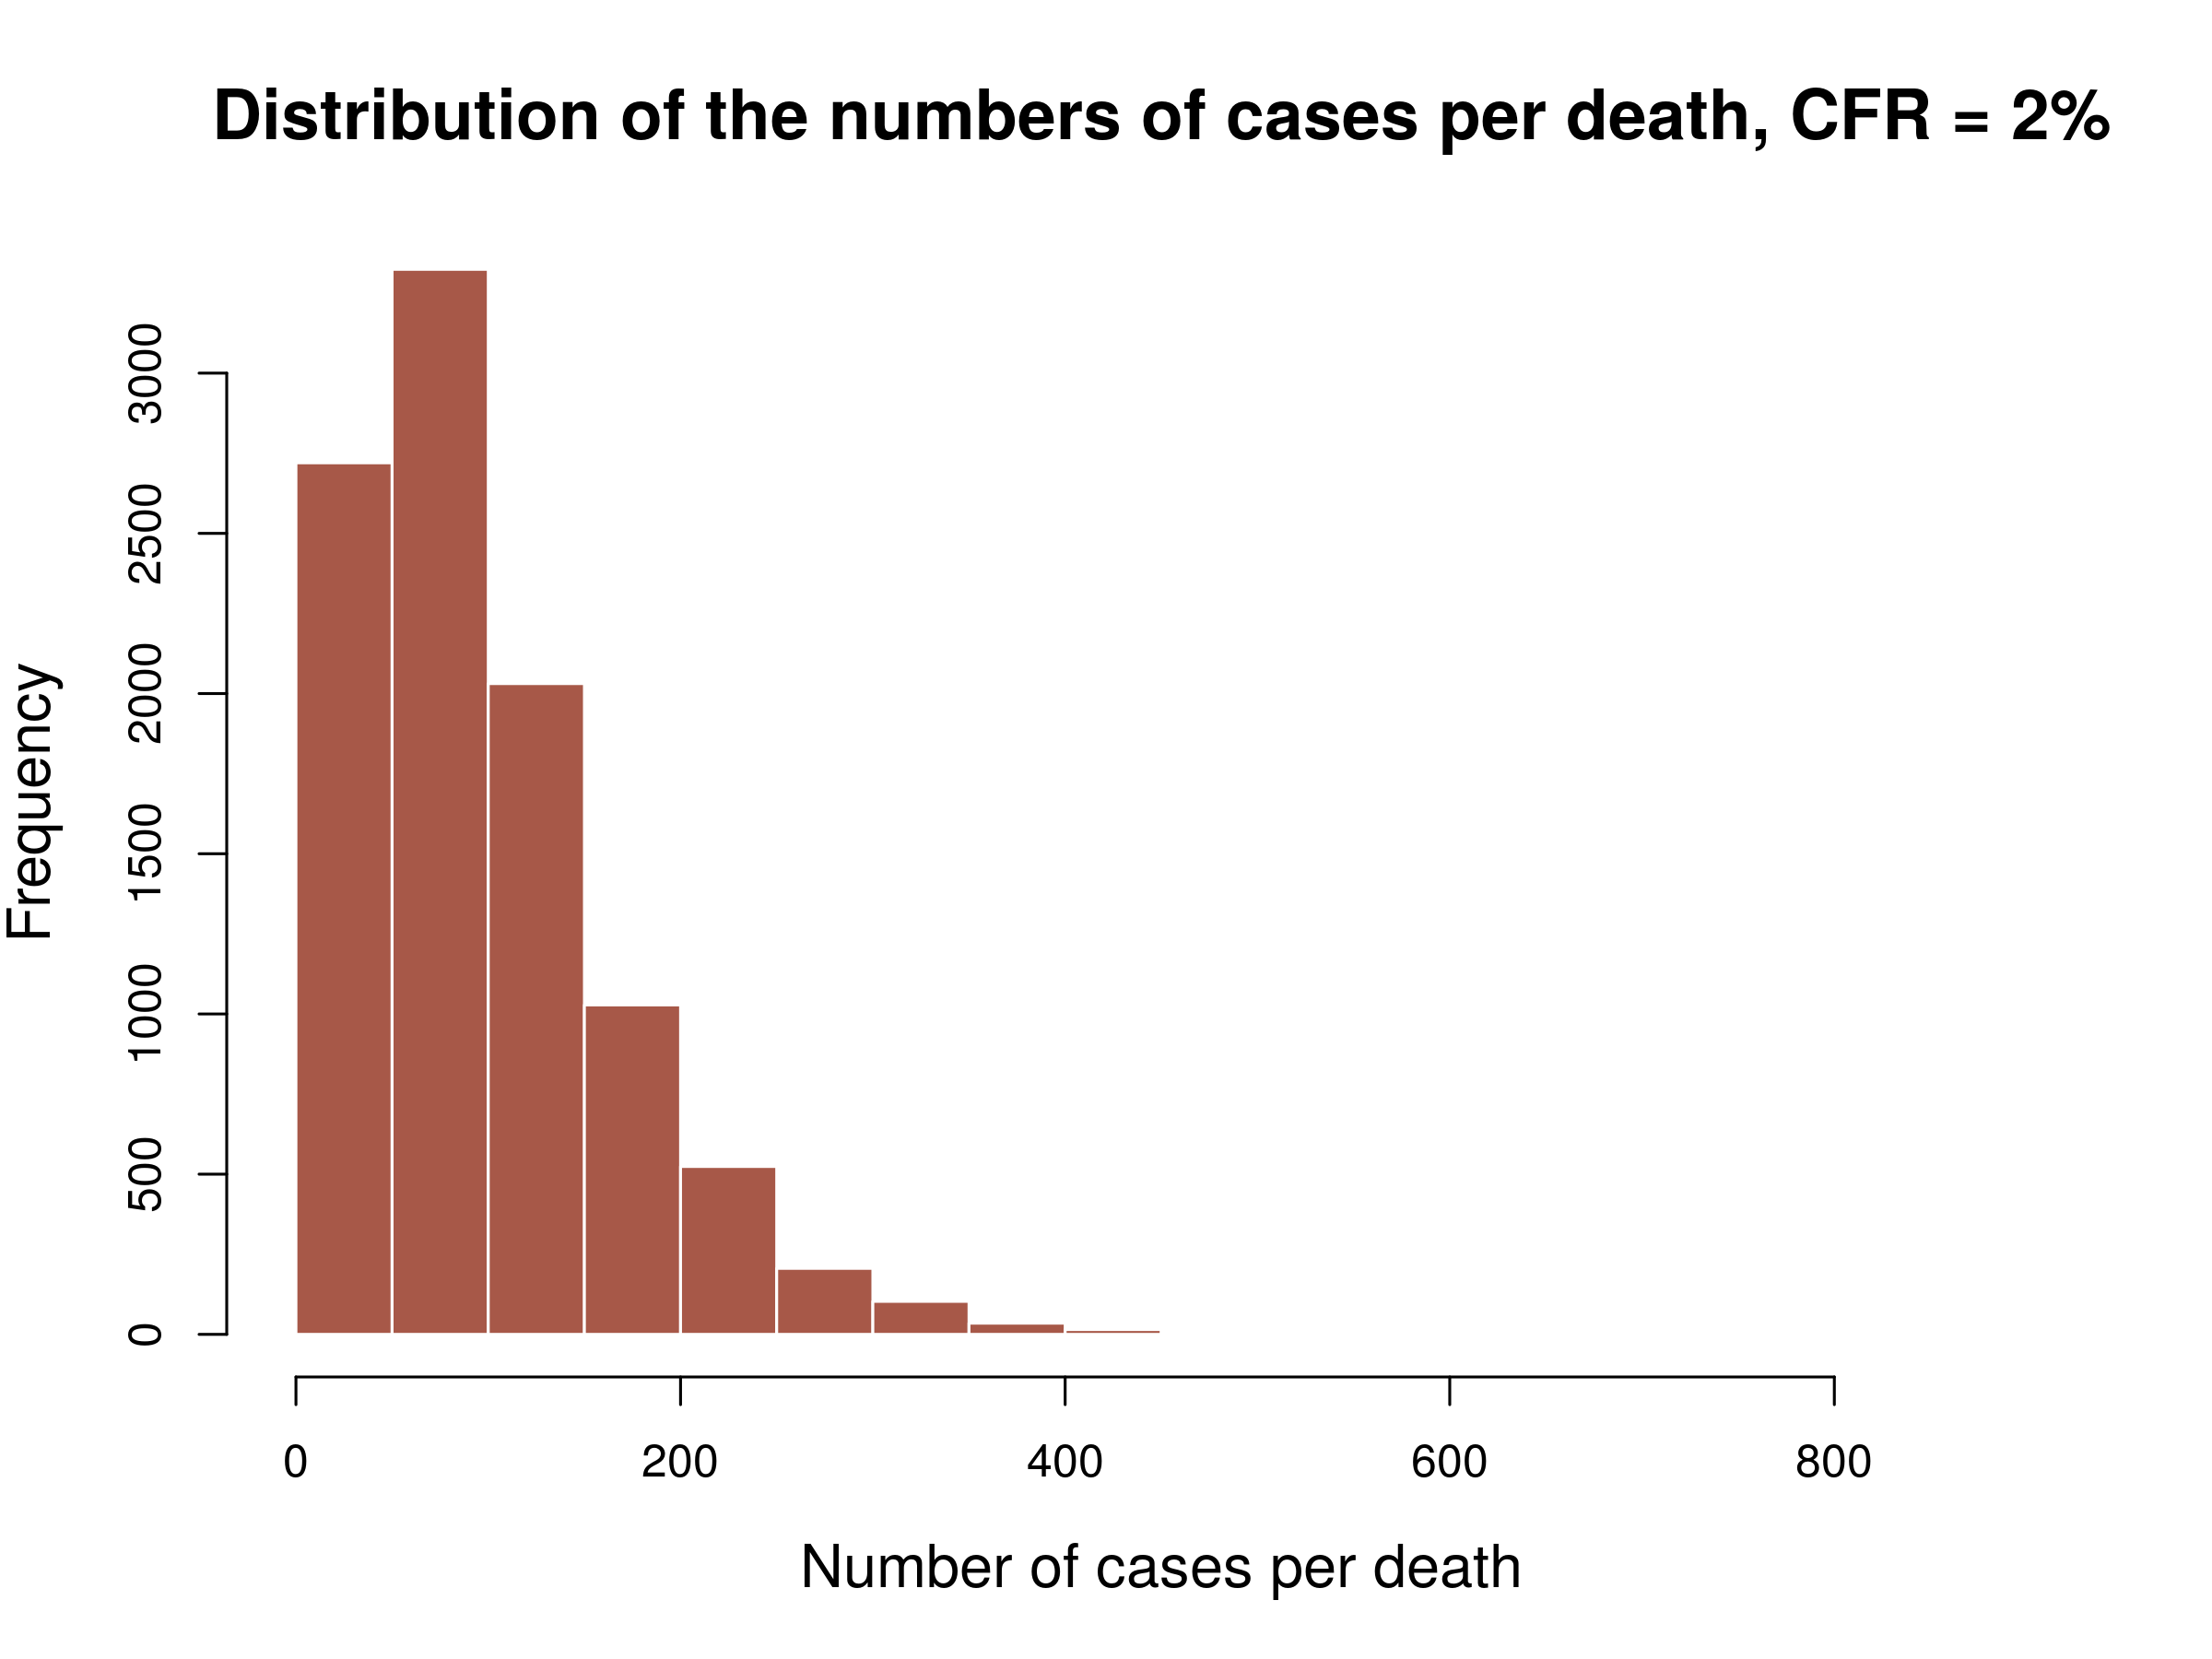 Distribution of the numbers of cases per death, CFR = 2%
Frequency
3000
2500
2000
1500
1000
500
0
0 200 400 600 800
Number of cases per death